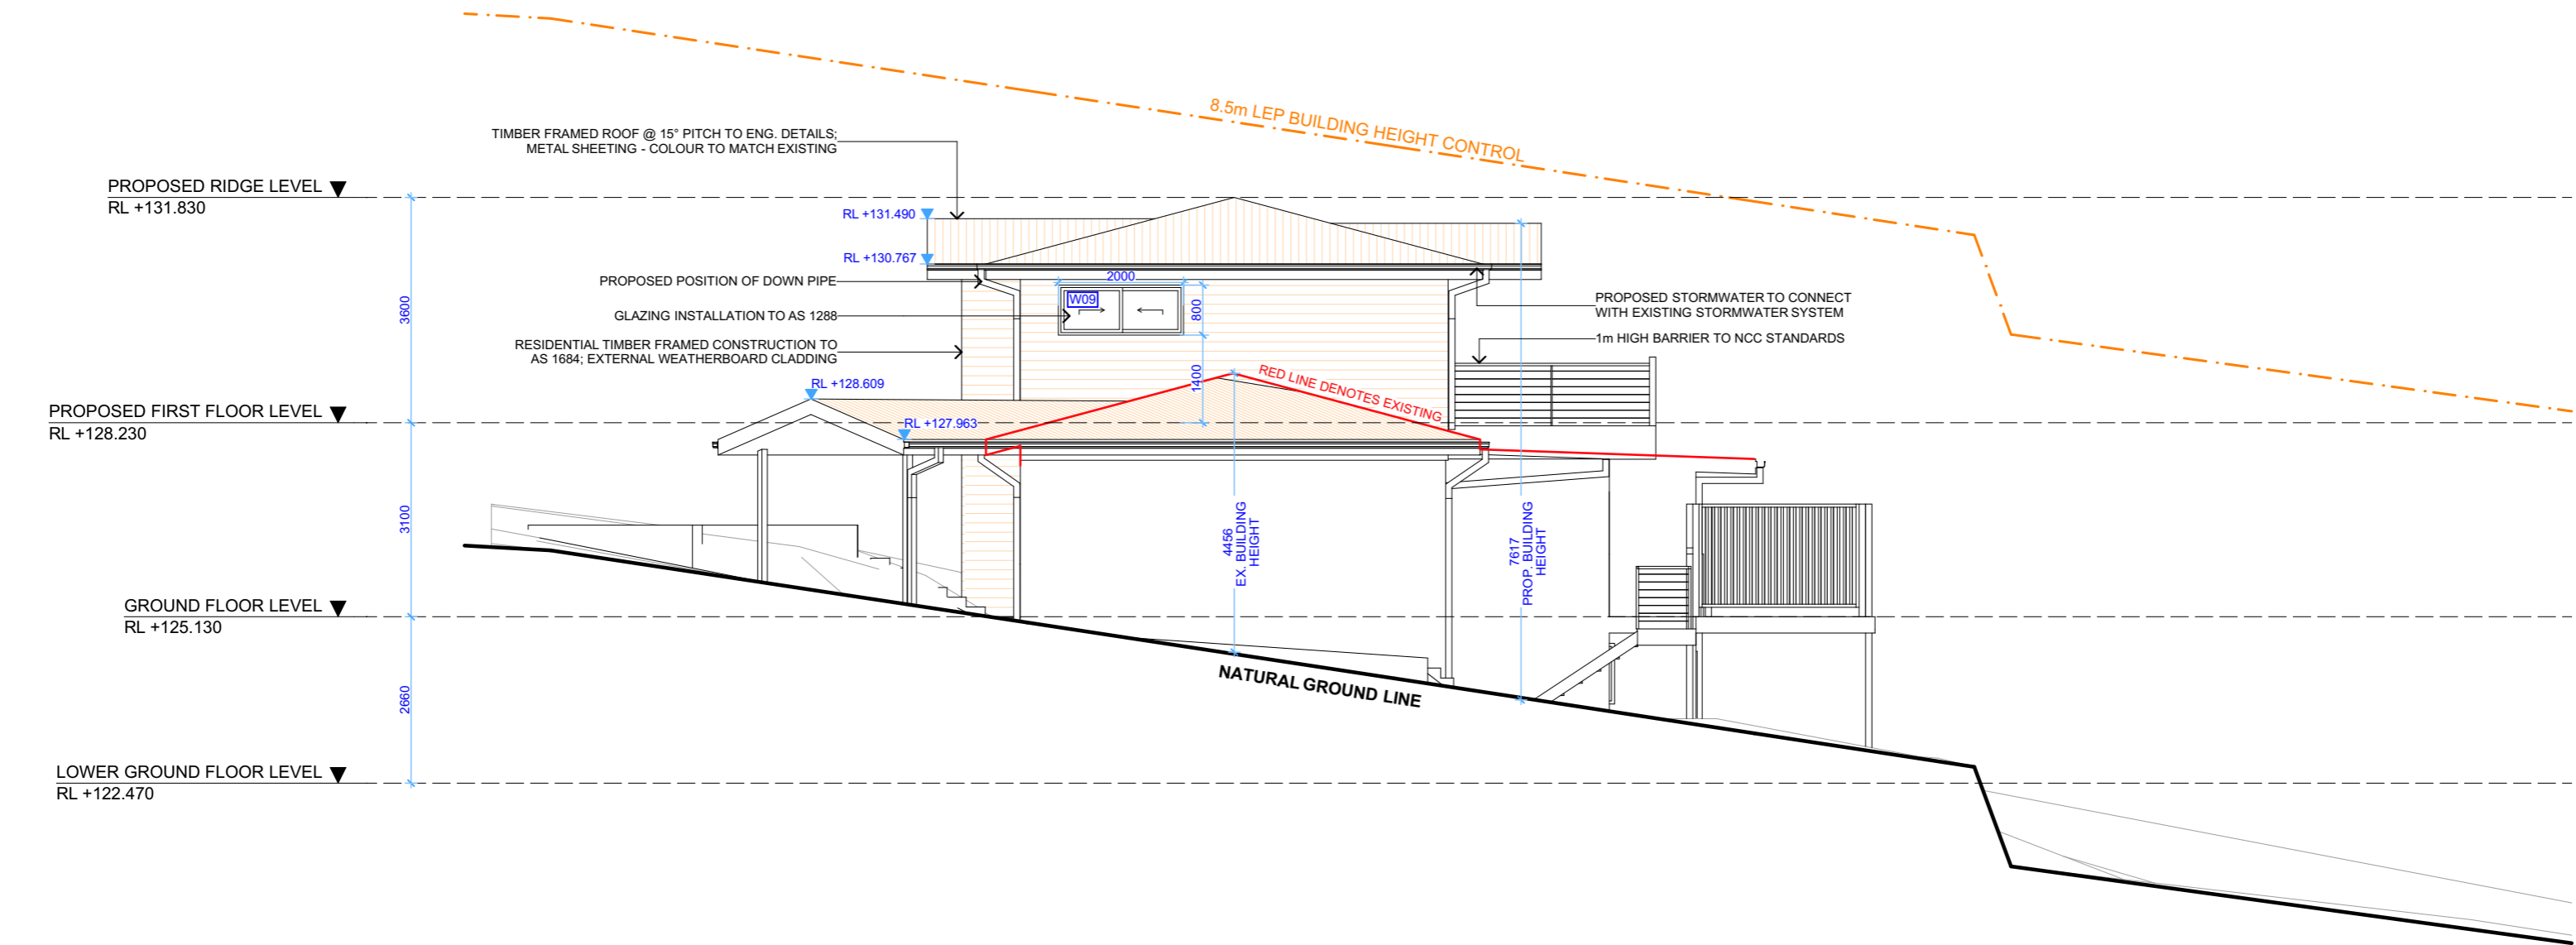 8.5m LEP BUILDING HEIGHT CONTROL
TIMBER FRAMED ROOF @ 15° PITCH TO ENG. DETAILS;
METAL SHEETING - COLOUR TO MATCH EXISTING
PROPOSED RIDGE LEVEL
RL +131.830
RL +131.490
RL +130.767
PROPOSED POSITION OF DOWN PIPE
2000
W09
800
GLAZING INSTALLATION TO AS 1288
PROPOSED STORMWATER TO CONNECT
WITH EXISTING STORMWATER SYSTEM
3600
RESIDENTIAL TIMBER FRAMED CONSTRUCTION TO
AS 1684; EXTERNAL WEATHERBOARD CLADDING
1m HIGH BARRIER TO NCC STANDARDS
1400
RED LINE DENOTES EXISTING
RL +128.609
PROPOSED FIRST FLOOR LEVEL
RL +128.230
RL +127.963
3100
4456
EX. BUILDING
HEIGHT
7617
PROP. BUILDING
HEIGHT
GROUND FLOOR LEVEL
RL +125.130
NATURAL GROUND LINE
2660
LOWER GROUND FLOOR LEVEL
RL +122.470